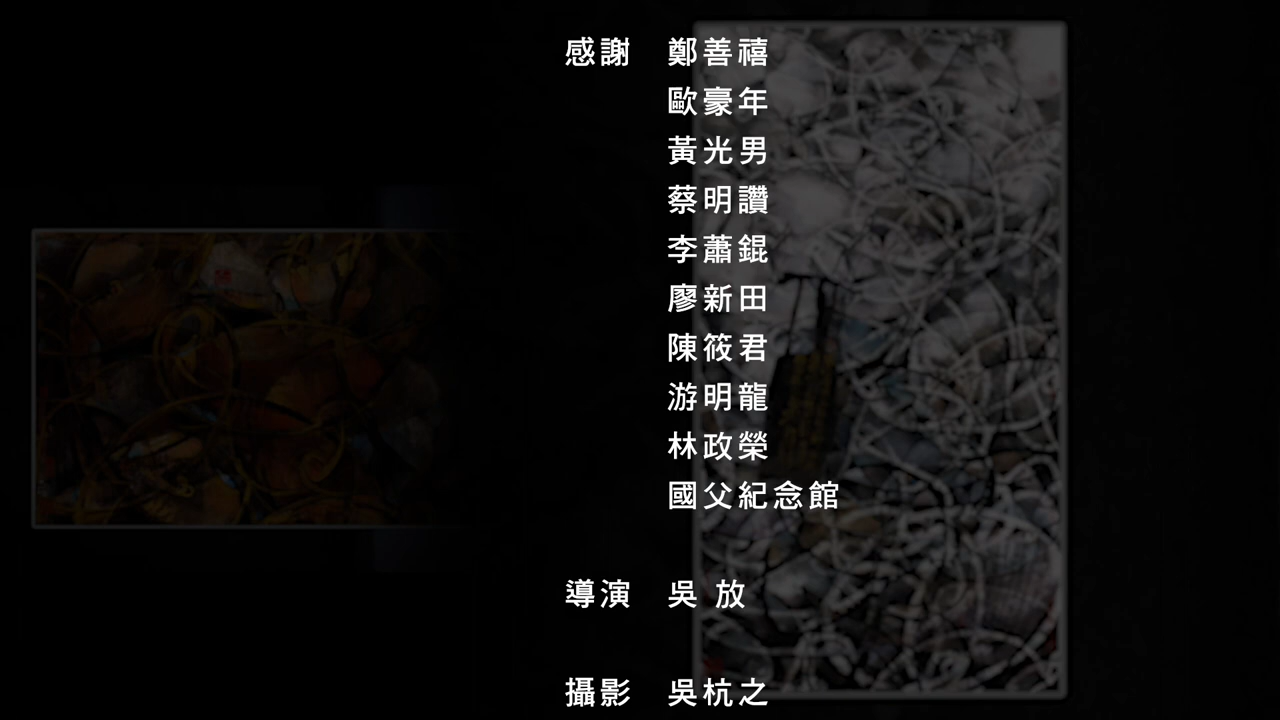 感謝 鄭善禧
歐豪年
黃光男
蔡明讚
李蕭錕
廖新田
陳筱君
游明龍
林政榮
國父紀念館
導演 吳 放
攝影 吳杭之